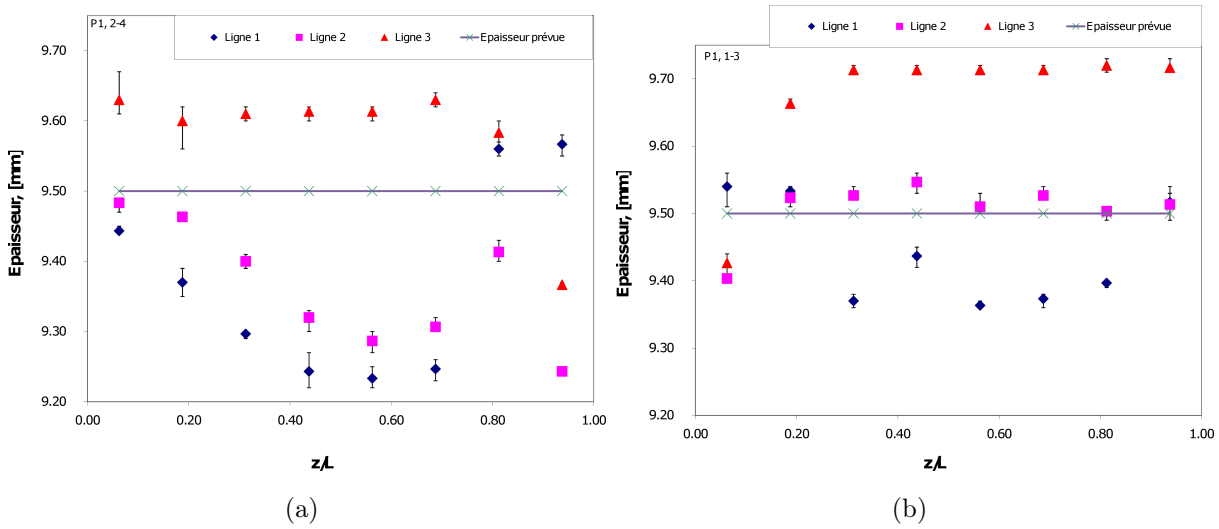 P1, 2-4
Ligne 1
Ligne 2
Ligne 3
Epaisseur prévue
9.70
9.60
9.50
9.40
9.30
9.20
Epaisseur, [mm]
0.00
0.20
0.40
0.60
0.80
1.00
z/L
(a)
Ligne 1
Ligne 2
Ligne 3
Epaisseur prévue
P1, 1-3
9.70
9.60
9.50
9.40
9.30
9.20
Epaisseur, [mm]
0.00
0.20
0.40
0.60
0.80
1.00
z/L
(b)